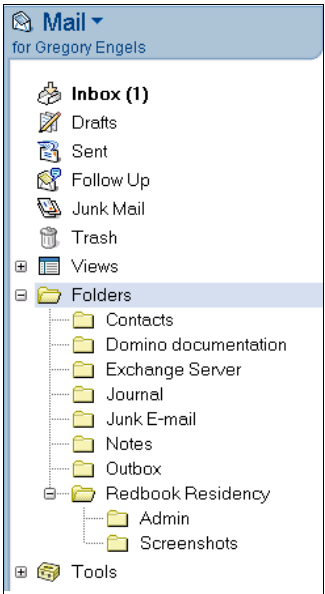 Mail
for Gregory Engels
Inbox (1)
Drafts
Sent
Follow Up
Junk Mail
Trash
Views
Folders
Contacts
Domino documentation
Exchange Server
Journal
Junk E-mail
Notes
Outbox
Redbook Residency
Admin
Screenshots
Tools